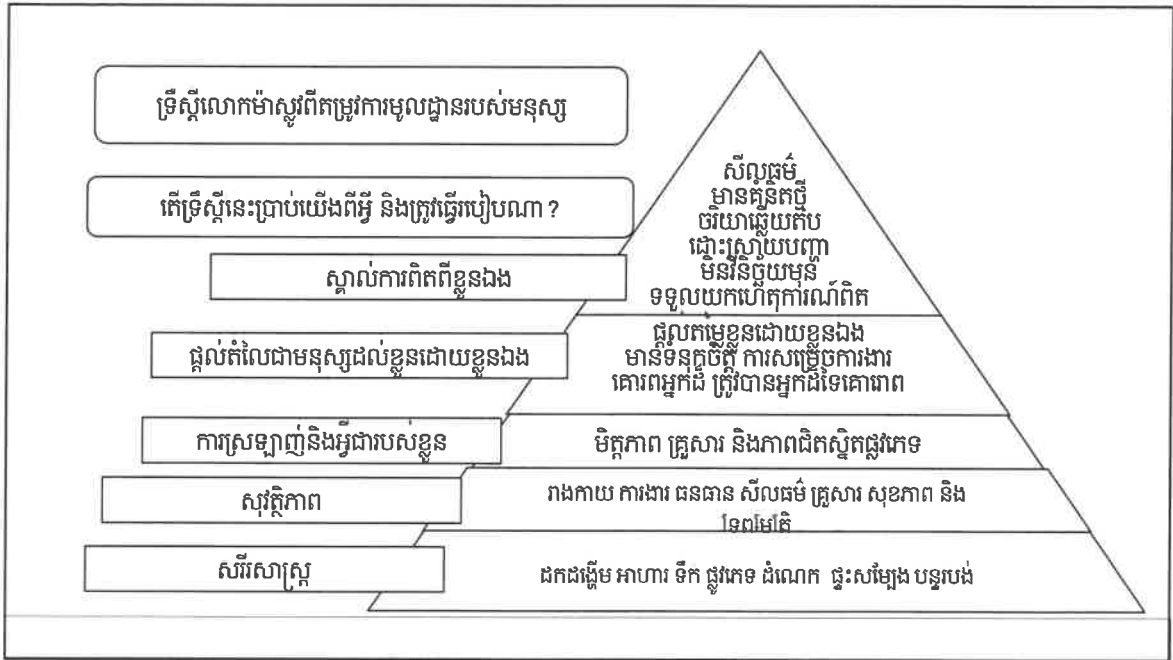 ទ្រឹស្តីលោកម៉ាស្លូវពីតម្រូវការមូលដ្ឋានរបស់មនុស្ស
តើទ្រឹស្តីនេះប្រាប់យើងពីអ្វី និងត្រូវធ្វើរបៀបណា?
ស្គាល់ការពិតពីខ្លួនឯង
សីលធម៌
មានគំនិតថ្មី
ចរិយាឆ្លើយតប
ដោះស្រាយបញ្ហា
មិនវិនិច្ឆ័យមុន
ទទួលយកហេតុការណ៍ពិត
ផ្តល់តំលៃជាមនុស្សដល់ខ្លួនដោយខ្លួនឯង
ផ្តល់តម្លៃខ្លួនដោយខ្លួនឯង
មានទំនុកចិត្ត ការសម្រេចការងារ
គោរពអ្នកដ៏ ត្រូវបានអ្នកដ៏ទៃគោរោព
ការស្រឡាញ់និងអ្វីជារបស់ខ្លួន
មិត្តភាព គ្រួសារ និងភាពជិតស្និតផ្លូវភេទ
សុវត្ថិភាព
រាងកាយ ការងារ ធនធាន សីលធម៌ គ្រួសារ សុខភាព និង
សរីរសាស្ត្រ
ដកដង្ហើម អាហារ ទឹក ផ្លូវភេទ ដំណេក ផ្ទះសម្បែង បន្ទរបង់